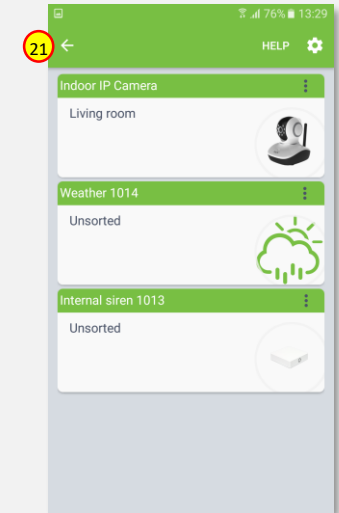 76% 13:29
21
HELP
Indoor IP Camera
Living room
Weather 1014
Unsorted
Internal siren 1013
Unsorted